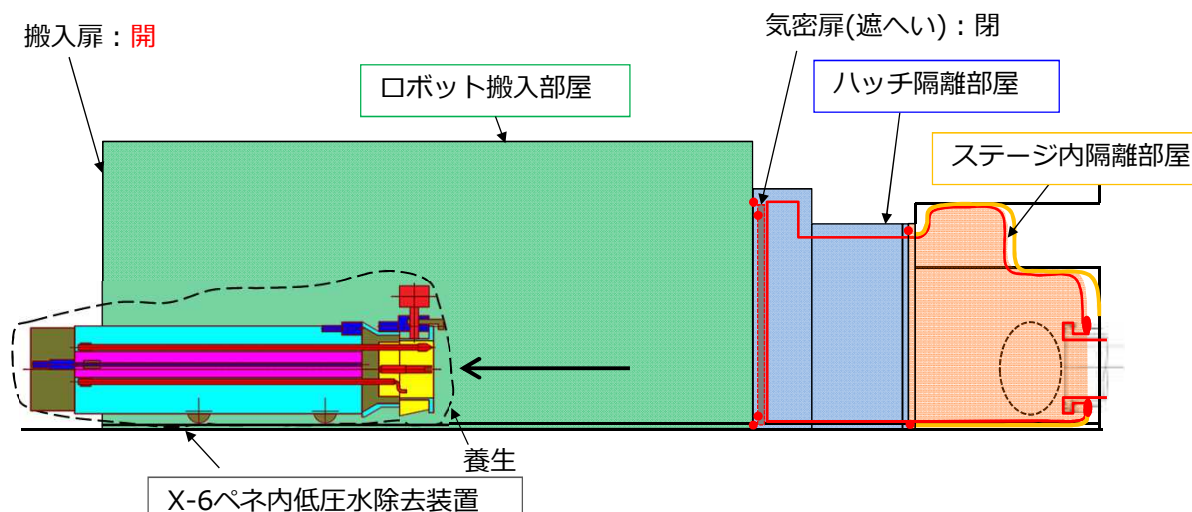 搬入扉：開
気密扉(遮へい)：閉
ロボット搬入部屋
ハッチ隔離部屋
ステージ内隔離部屋
養生
X-6ペネ内低圧水除去装置